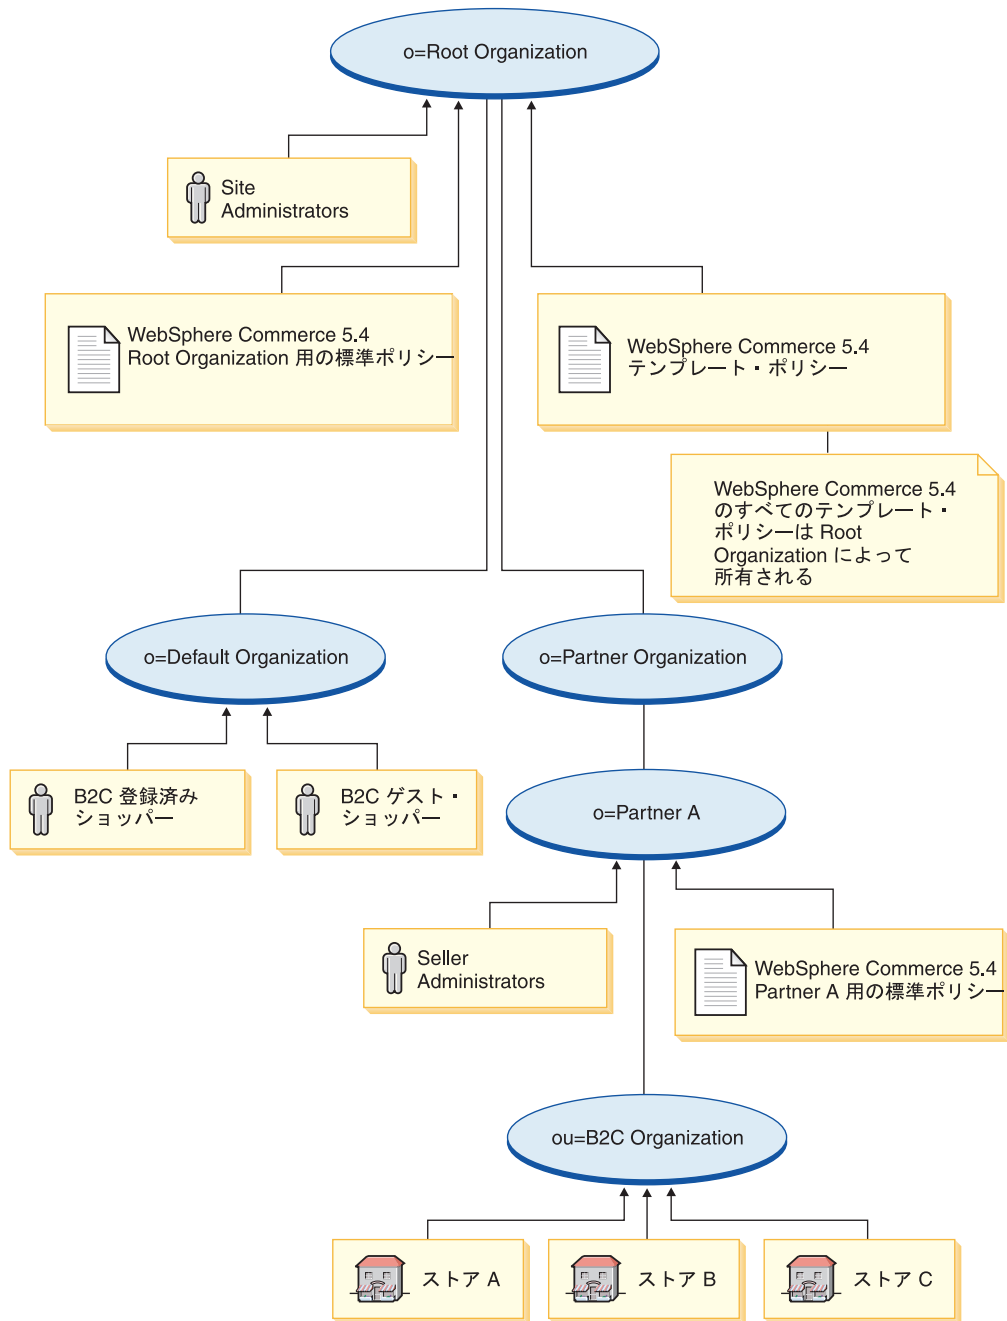 o=Root Organization
Site
Administrators
WebSphere Commerce 5.4
Root Organization 用の標準ポリシー
WebSphere Commerce 5.4
テンプレート・ポリシー
WebSphere Commerce 5.4
のすべてのテンプレート・
ポリシーは Root
Organization によって
所有される
o=Default Organization
o=Partner Organization
B2C 登録済み
ショッパー
B2C ゲスト・
ショッパー
o=Partner A
Seller
Administrators
WebSphere Commerce 5.4
Partner A 用の標準ポリシー
ou=B2C Organization
ストア A
ストア B
ストア C